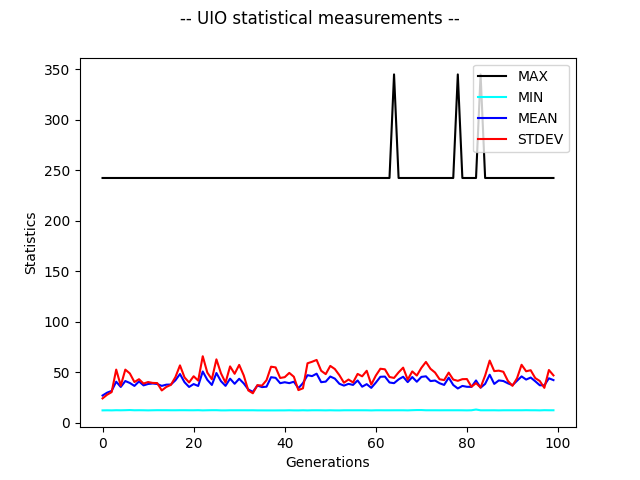 -- UIO statistical measurements --
350
300
250
200
150
100
50
0
Statistics
MAX
MIN
MEAN
STDEV
0 20 40 60 80 100
Generations